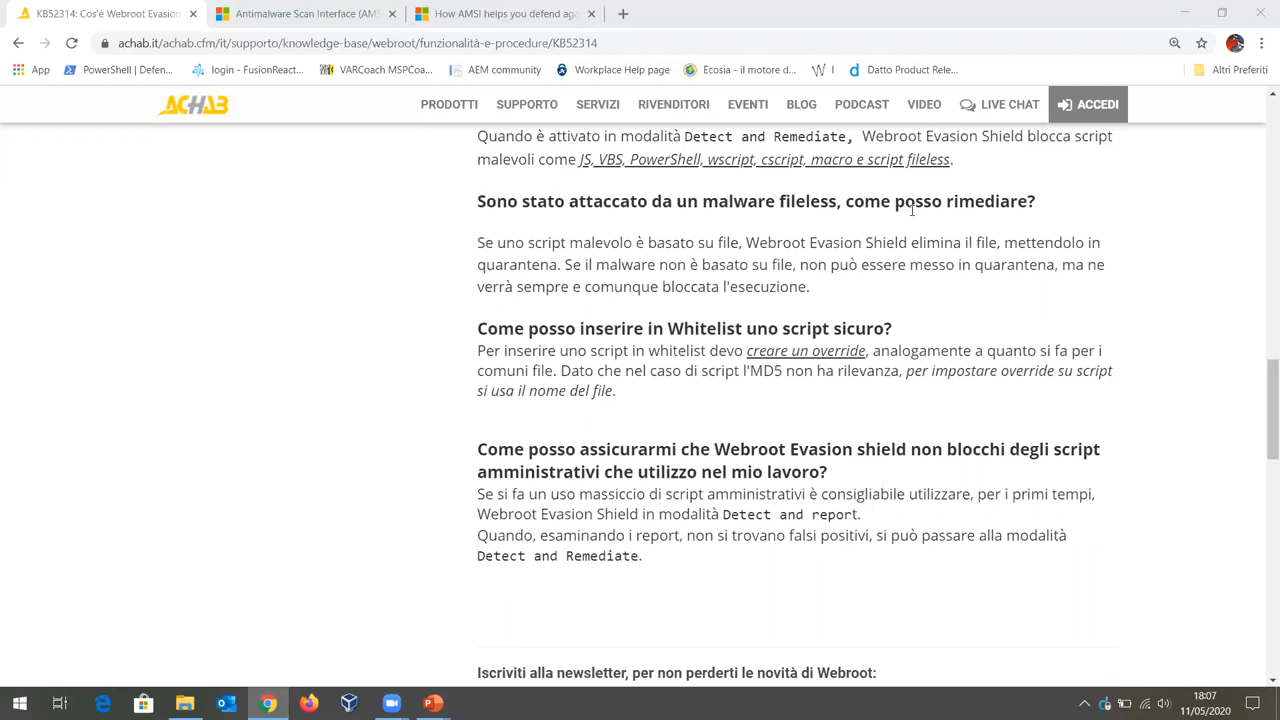 KB52314: Cos'è Webroot Evasion
Antimalware Scan Interface (AMS
How AMSI helps you defend aga
achab.it/achab.cfm/it/supporto/knowledge-base/webroot/funzionalità-e-procedure/KB52314
App
PowerShell | Defen...
login - FusionReact...
VARCoach MSPCoa...
AEM community
Workplace Help page
Ecosia - il motore d...
I
Datto Product Rele...
Altri Preferiti
ACHAB
PRODOTTI
SUPPORTO
SERVIZI
RIVENDITORI
EVENTI
BLOG
PODCAST
VIDEO
LIVE CHAT
ACCEDI
Quando è attivato in modalità Detect and Remediate, Webroot Evasion Shield blocca script
malevoli come JS, VBS, PowerShell, wscript, cscript, macro e script fileless.
Sono stato attaccato da un malware fileless, come posso rimediare?
Se uno script malevolo è basato su file, Webroot Evasion Shield elimina il file, mettendolo in
quarantena. Se il malware non è basato su file, non può essere messo in quarantena, ma ne
verrà sempre e comunque bloccata l'esecuzione.
Come posso inserire in Whitelist uno script sicuro?
Per inserire uno script in whitelist devo creare un override, analogamente a quanto si fa per i
comuni file. Dato che nel caso di script l'MD5 non ha rilevanza, per impostare override su script
si usa il nome del file.
Come posso assicurarmi che Webroot Evasion shield non blocchi degli script
amministrativi che utilizzo nel mio lavoro?
Se si fa un uso massiccio di script amministrativi è consigliabile utilizzare, per i primi tempi,
Webroot Evasion Shield in modalità Detect and report.
Quando, esaminando i report, non si trovano falsi positivi, si può passare alla modalità
Detect and Remediate.
Iscriviti alla newsletter, per non perderti le novità di Webroot:
18:07
11/05/2020